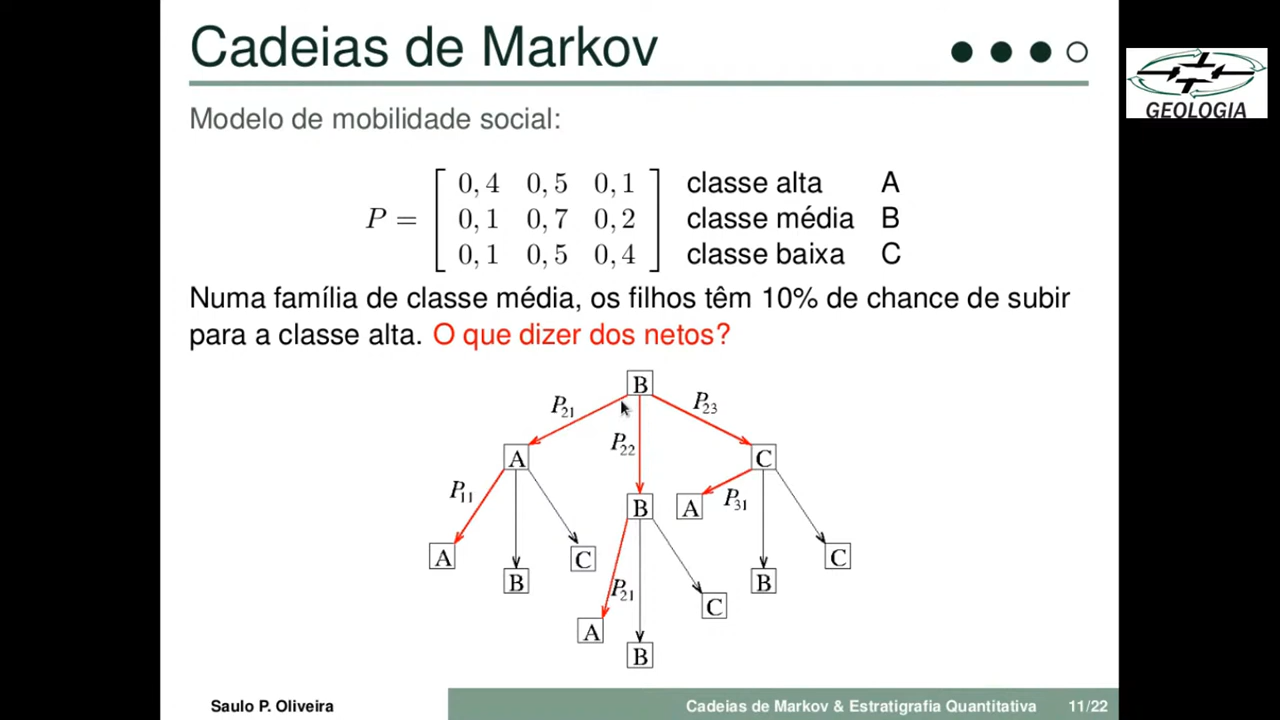 Cadeias de Markov
GEOLOGIA
Modelo de mobilidade social:
0, 4 0, 5 0, 1 classe alta A
P = 0, 1 0, 7 0, 2 classe média B
0, 1 0, 5 0, 4 classe baixa C
Numa família de classe média, os filhos têm 10% de chance de subir
para a classe alta. O que dizer dos netos?
B
P21 P23
P22
A C
P11 P31
B A
A C C
B B
P21
C
A
B
Saulo P. Oliveira Cadeias de Markov & Estratigrafia Quantitativa 11/22